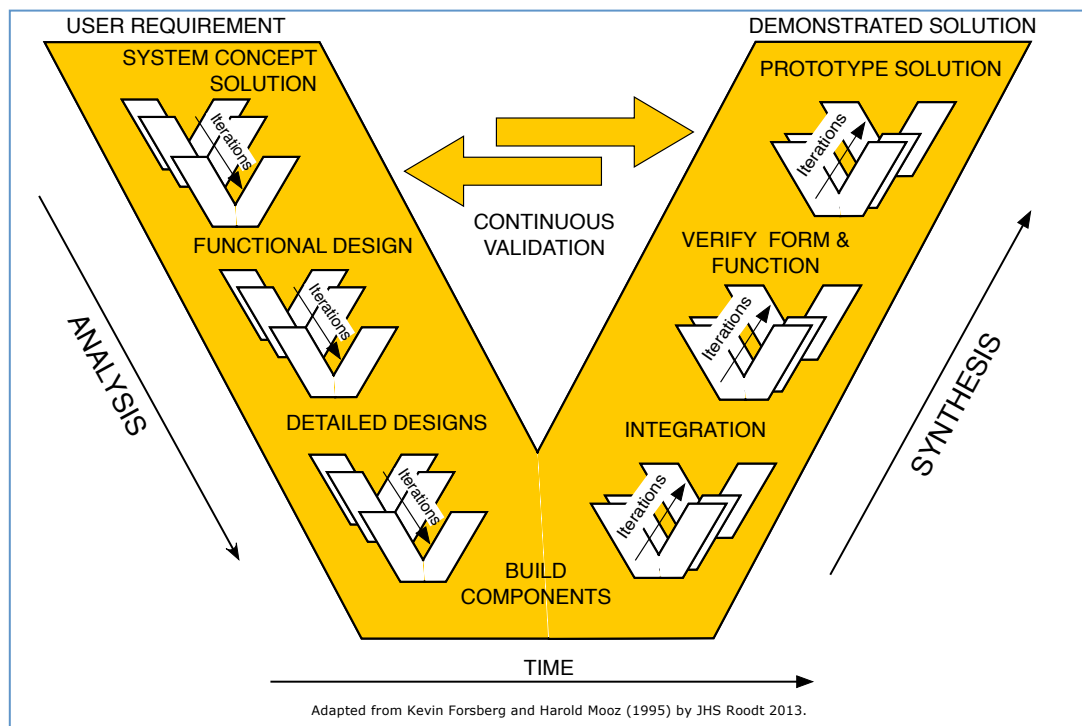 USER REQUIREMENT
DEMONSTRATED SOLUTION
SYSTEM CONCEPT
SOLUTION
PROTOTYPE SOLUTION
Iterations
Iterations
CONTINUOUS
VALIDATION
FUNCTIONAL DESIGN
VERIFY FORM &
FUNCTION
Iterations
Iterations
ANALYSIS
SYNTHESIS
DETAILED DESIGNS
INTEGRATION
Iterations
Iterations
BUILD
COMPONENTS
TIME
Adapted from Kevin Forsberg and Harold Mooz (1995) by JHS Roodt 2013.